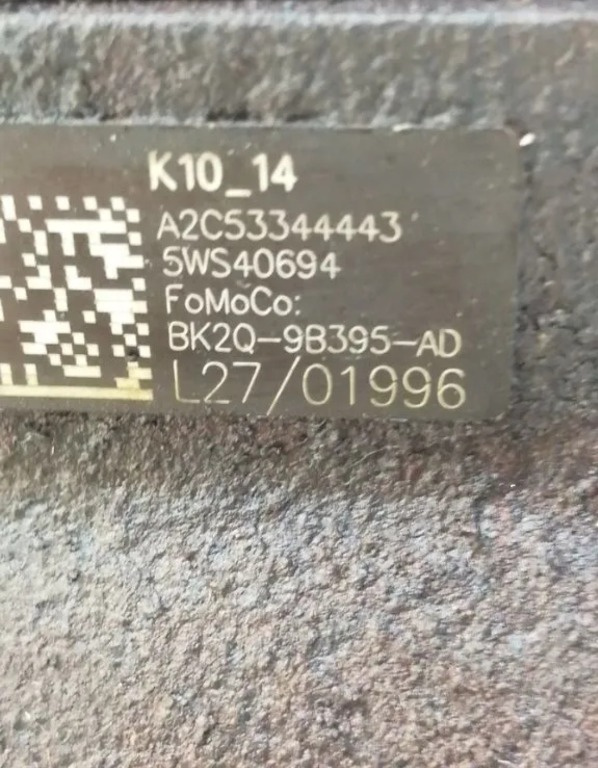 K10_14
A2C53344443
5WS40694
FoMoCo:
BK2Q-9B395-AD
L27/01996